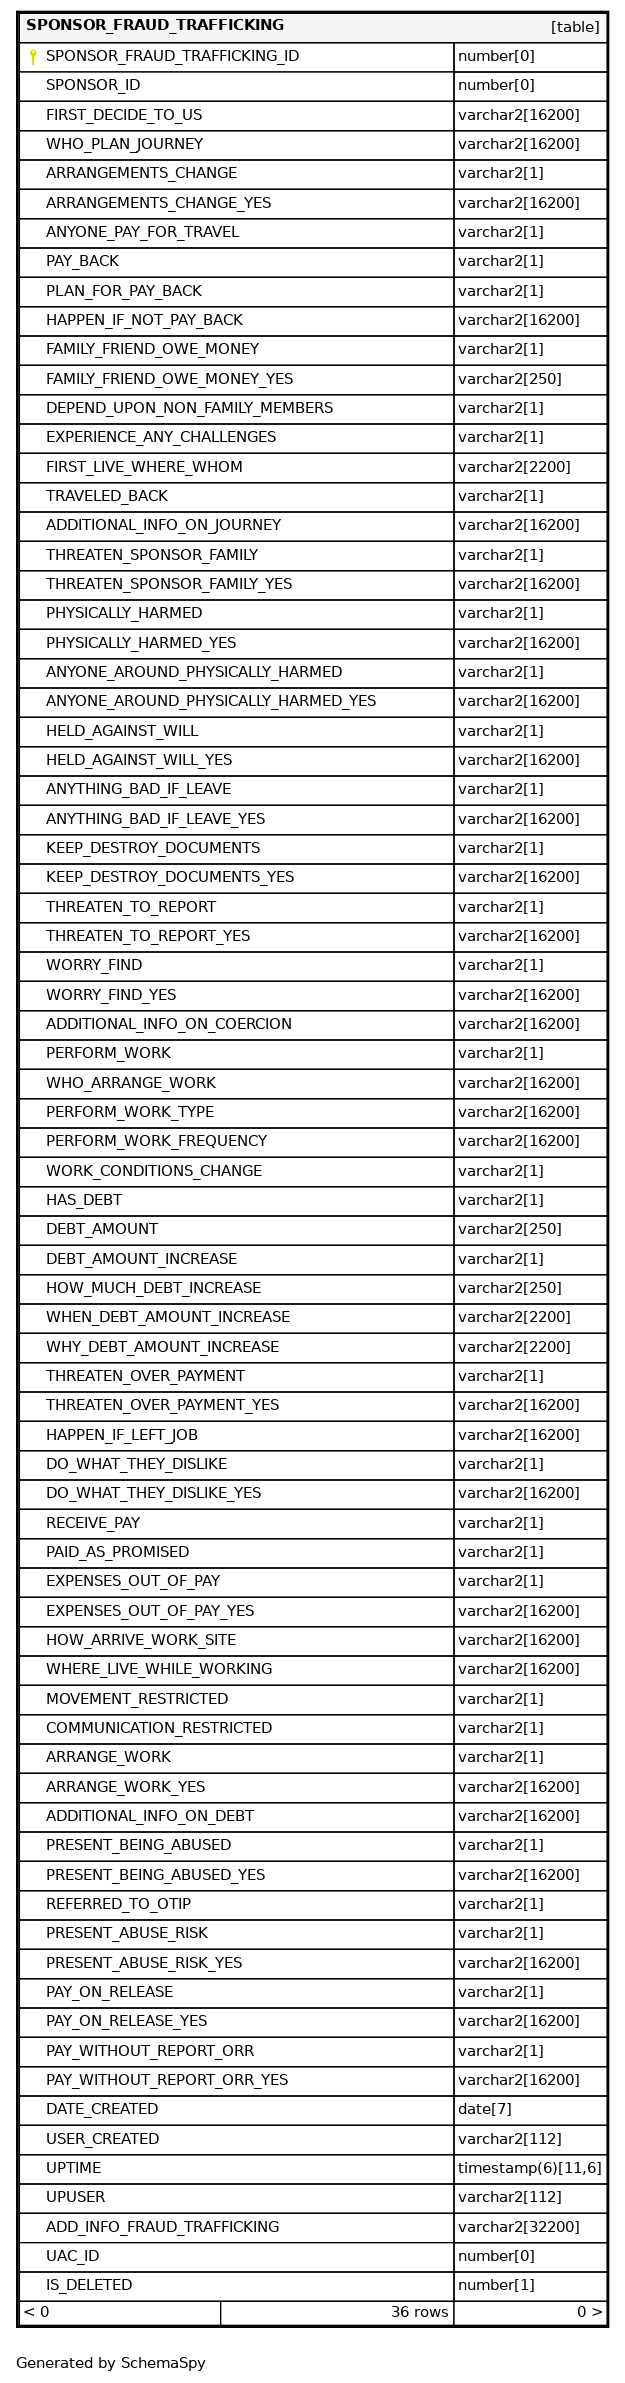 SPONSOR_FRAUD_TRAFFICKING [table]
SPONSOR_FRAUD_TRAFFICKING_ID number[0]
SPONSOR_ID number[0]
FIRST_DECIDE_TO_US varchar2[16200]
WHO_PLAN_JOURNEY varchar2[16200]
ARRANGEMENTS_CHANGE varchar2[1]
ARRANGEMENTS_CHANGE_YES varchar2[16200]
ANYONE_PAY_FOR_TRAVEL varchar2[1]
PAY_BACK varchar2[1]
PLAN_FOR_PAY_BACK varchar2[1]
HAPPEN_IF_NOT_PAY_BACK varchar2[16200]
FAMILY_FRIEND_OWE_MONEY varchar2[1]
FAMILY_FRIEND_OWE_MONEY_YES varchar2[250]
DEPEND_UPON_NON_FAMILY_MEMBERS varchar2[1]
EXPERIENCE_ANY_CHALLENGES varchar2[1]
FIRST_LIVE_WHERE_WHOM varchar2[2200]
TRAVELED_BACK varchar2[1]
ADDITIONAL_INFO_ON_JOURNEY varchar2[16200]
THREATEN_SPONSOR_FAMILY varchar2[1]
THREATEN_SPONSOR_FAMILY_YES varchar2[16200]
PHYSICALLY_HARMED varchar2[1]
PHYSICALLY_HARMED_YES varchar2[16200]
ANYONE_AROUND_PHYSICALLY_HARMED varchar2[1]
ANYONE_AROUND_PHYSICALLY_HARMED_YES varchar2[16200]
HELD_AGAINST_WILL varchar2[1]
HELD_AGAINST_WILL_YES varchar2[16200]
ANYTHING_BAD_IF_LEAVE varchar2[1]
ANYTHING_BAD_IF_LEAVE_YES varchar2[16200]
KEEP_DESTROY_DOCUMENTS varchar2[1]
KEEP_DESTROY_DOCUMENTS_YES varchar2[16200]
THREATEN_TO_REPORT varchar2[1]
THREATEN_TO_REPORT_YES varchar2[16200]
WORRY_FIND varchar2[1]
WORRY_FIND_YES varchar2[16200]
ADDITIONAL_INFO_ON_COERCION varchar2[16200]
PERFORM_WORK varchar2[1]
WHO_ARRANGE_WORK varchar2[16200]
PERFORM_WORK_TYPE varchar2[16200]
PERFORM_WORK_FREQUENCY varchar2[16200]
WORK_CONDITIONS_CHANGE varchar2[1]
HAS_DEBT varchar2[1]
DEBT_AMOUNT varchar2[250]
DEBT_AMOUNT_INCREASE varchar2[1]
HOW_MUCH_DEBT_INCREASE varchar2[250]
WHEN_DEBT_AMOUNT_INCREASE varchar2[2200]
WHY_DEBT_AMOUNT_INCREASE varchar2[2200]
THREATEN_OVER_PAYMENT varchar2[1]
THREATEN_OVER_PAYMENT_YES varchar2[16200]
HAPPEN_IF_LEFT_JOB varchar2[16200]
DO_WHAT_THEY_DISLIKE varchar2[1]
DO_WHAT_THEY_DISLIKE_YES varchar2[16200]
RECEIVE_PAY varchar2[1]
PAID_AS_PROMISED varchar2[1]
EXPENSES_OUT_OF_PAY varchar2[1]
EXPENSES_OUT_OF_PAY_YES varchar2[16200]
HOW_ARRIVE_WORK_SITE varchar2[16200]
WHERE_LIVE_WHILE_WORKING varchar2[16200]
MOVEMENT_RESTRICTED varchar2[1]
COMMUNICATION_RESTRICTED varchar2[1]
ARRANGE_WORK varchar2[1]
ARRANGE_WORK_YES varchar2[16200]
ADDITIONAL_INFO_ON_DEBT varchar2[16200]
PRESENT_BEING_ABUSED varchar2[1]
PRESENT_BEING_ABUSED_YES varchar2[16200]
REFERRED_TO_OTIP varchar2[1]
PRESENT_ABUSE_RISK varchar2[1]
PRESENT_ABUSE_RISK_YES varchar2[16200]
PAY_ON_RELEASE varchar2[1]
PAY_ON_RELEASE_YES varchar2[16200]
PAY_WITHOUT_REPORT_ORR varchar2[1]
PAY_WITHOUT_REPORT_ORR_YES varchar2[16200]
DATE_CREATED date[7]
USER_CREATED varchar2[112]
UPTIME timestamp(6)[11,6]
UPUSER varchar2[112]
ADD_INFO_FRAUD_TRAFFICKING varchar2[32200]
UAC_ID number[0]
IS_DELETED number[1]
< 0 36 rows 0 >
Generated by SchemaSpy